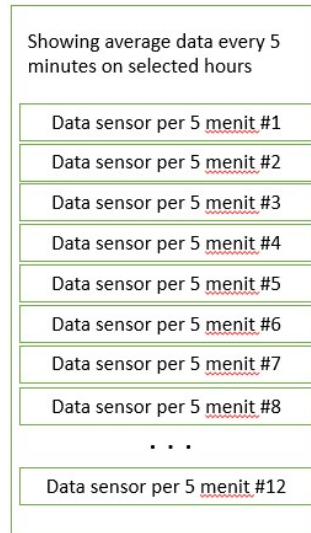 Showing average data every 5
minutes on selected hours
Data sensor per 5 menit #1
Data sensor per 5 menit #2
Data sensor per 5 menit #3
Data sensor per 5 menit #4
Data sensor per 5 menit #5
Data sensor per 5 menit #6
Data sensor per 5 menit #7
Data sensor per 5 menit #8
. . .
Data sensor per 5 menit #12